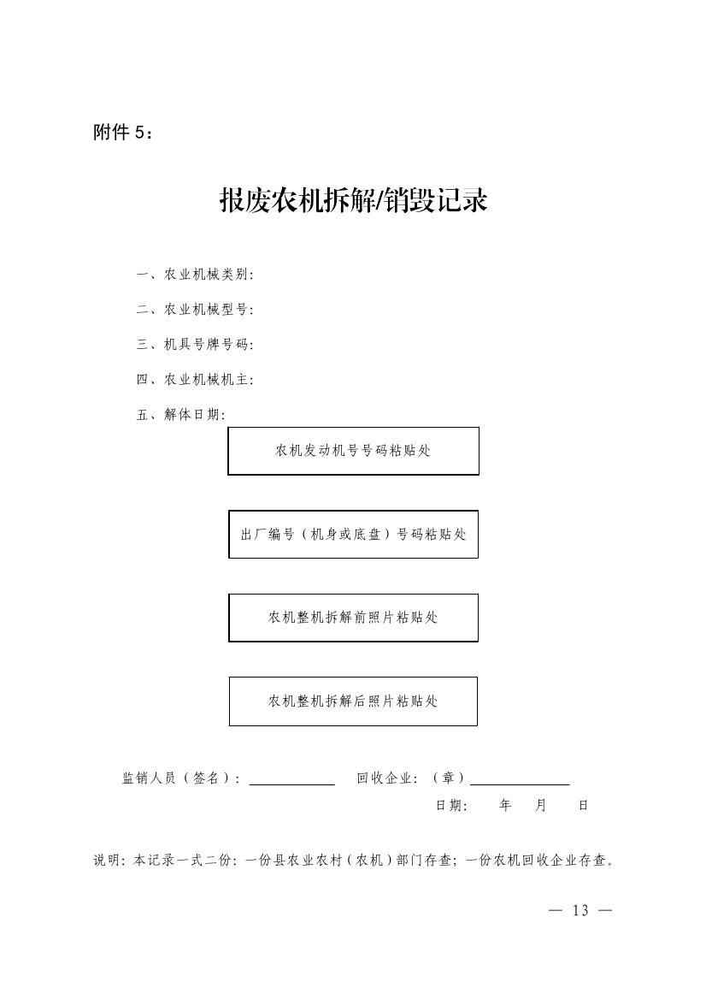 附件 5：
报废农机拆解/销毁记录
一、农业机械类别：
二、农业机械型号：
三、机具号牌号码：
四、农业机械机主：
五、解体日期：
农机发动机号号码粘贴处
出厂编号（机身或底盘）号码粘贴处
农机整机拆解前照片粘贴处
农机整机拆解后照片粘贴处
监销人员（签名）：__________ 回收企业：（章）____________
日期： 年 月 日
说明：本记录一式二份：一份县农业农村（农机）部门存查；一份农机回收企业存查。
— 13 —